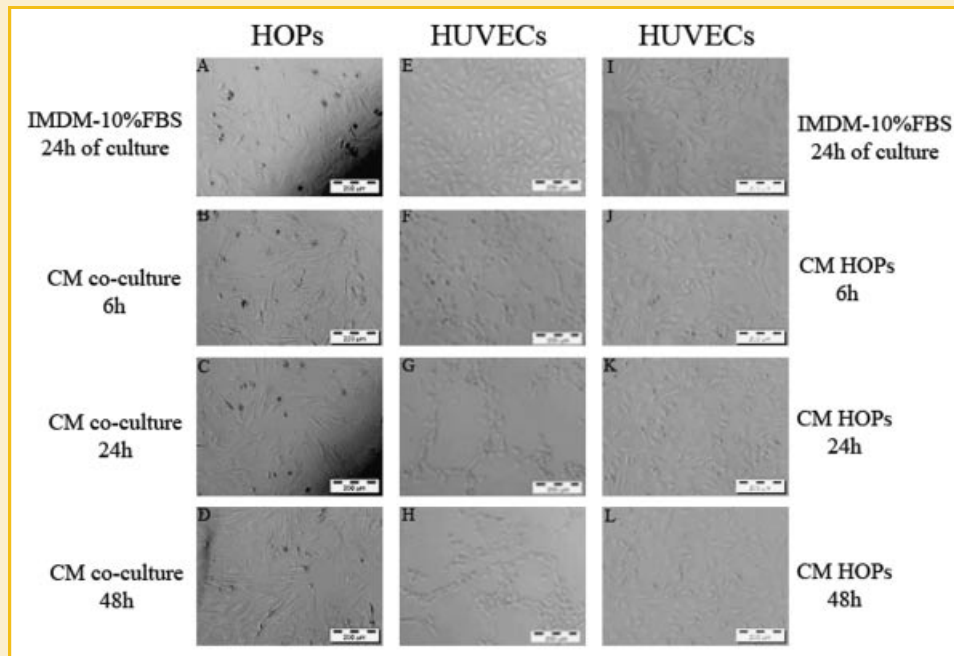 HOPs HUVECs HUVECs
IMDM-10%FBS
24h of culture
A
200 µm
E
200 µm
I
IMDM-10%FBS
24h of culture
CM co-culture
6h
B
F
J
CM HOPs
6h
CM co-culture
24h
C
200 µm
G
K
CM HOPs
24h
CM co-culture
48h
D
200 µm
H
200 µm
L
CM HOPs
48h